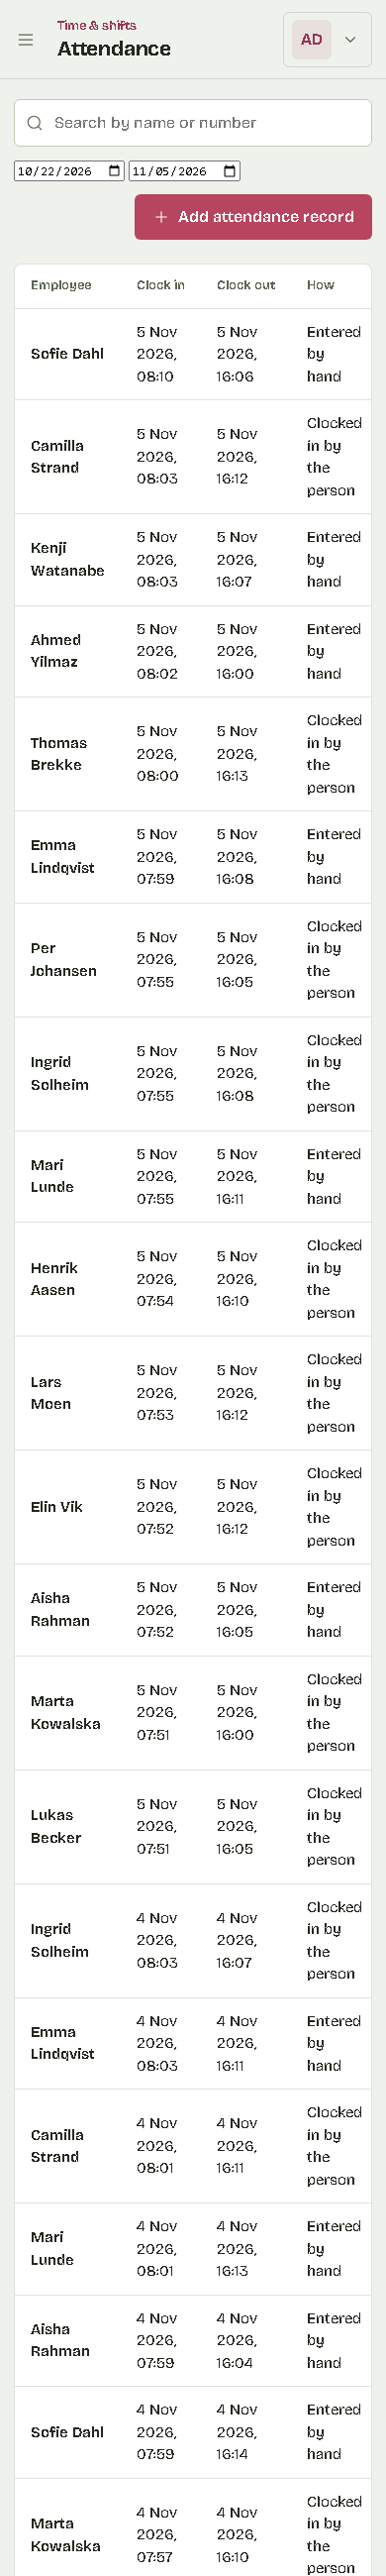 Time & shifts
Attendance
AD
Search by name or number
10/22/2026 11/05/2026
Add attendance record
Employee Clock in Clock out How
Sofie Dahl 5 Nov 2026, 08:10 5 Nov 2026, 16:06 Entered by hand
Camilla Strand 5 Nov 2026, 08:03 5 Nov 2026, 16:12 Clocked in by the person
Kenji Watanabe 5 Nov 2026, 08:03 5 Nov 2026, 16:07 Entered by hand
Ahmed Yilmaz 5 Nov 2026, 08:02 5 Nov 2026, 16:00 Entered by hand
Thomas Brekke 5 Nov 2026, 08:00 5 Nov 2026, 16:13 Clocked in by the person
Emma Lindqvist 5 Nov 2026, 07:59 5 Nov 2026, 16:08 Entered by hand
Per Johansen 5 Nov 2026, 07:55 5 Nov 2026, 16:05 Clocked in by the person
Ingrid Solheim 5 Nov 2026, 07:55 5 Nov 2026, 16:08 Clocked in by the person
Mari Lunde 5 Nov 2026, 07:55 5 Nov 2026, 16:11 Entered by hand
Henrik Aasen 5 Nov 2026, 07:54 5 Nov 2026, 16:10 Clocked in by the person
Lars Moen 5 Nov 2026, 07:53 5 Nov 2026, 16:12 Clocked in by the person
Elin Vik 5 Nov 2026, 07:52 5 Nov 2026, 16:12 Clocked in by the person
Aisha Rahman 5 Nov 2026, 07:52 5 Nov 2026, 16:05 Entered by hand
Marta Kowalska 5 Nov 2026, 07:51 5 Nov 2026, 16:00 Clocked in by the person
Lukas Becker 5 Nov 2026, 07:51 5 Nov 2026, 16:05 Clocked in by the person
Ingrid Solheim 4 Nov 2026, 08:03 4 Nov 2026, 16:07 Clocked in by the person
Emma Lindqvist 4 Nov 2026, 08:03 4 Nov 2026, 16:11 Entered by hand
Camilla Strand 4 Nov 2026, 08:01 4 Nov 2026, 16:11 Clocked in by the person
Mari Lunde 4 Nov 2026, 08:01 4 Nov 2026, 16:13 Entered by hand
Aisha Rahman 4 Nov 2026, 07:59 4 Nov 2026, 16:04 Entered by hand
Sofie Dahl 4 Nov 2026, 07:59 4 Nov 2026, 16:14 Entered by hand
Marta Kowalska 4 Nov 2026, 07:57 4 Nov 2026, 16:10 Clocked in by the person